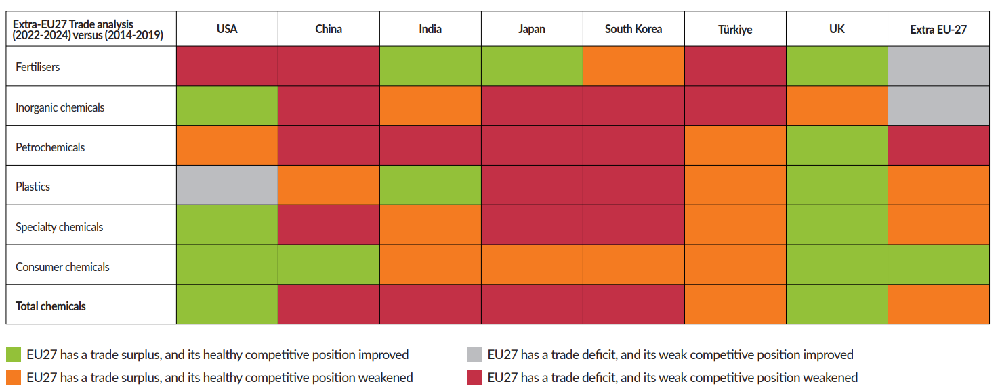 Extra-EU27 Trade analysis
(2022-2024) versus (2014-2019)
USA
China
India
Japan
South Korea
Türkiye
UK
Extra EU-27
Fertilisers
Inorganic chemicals
Petrochemicals
Plastics
Specialty chemicals
Consumer chemicals
Total chemicals
EU27 has a trade surplus, and its healthy competitive position improved
EU27 has a trade deficit, and its weak competitive position improved
EU27 has a trade surplus, and its healthy competitive position weakened
EU27 has a trade deficit, and its weak competitive position weakened